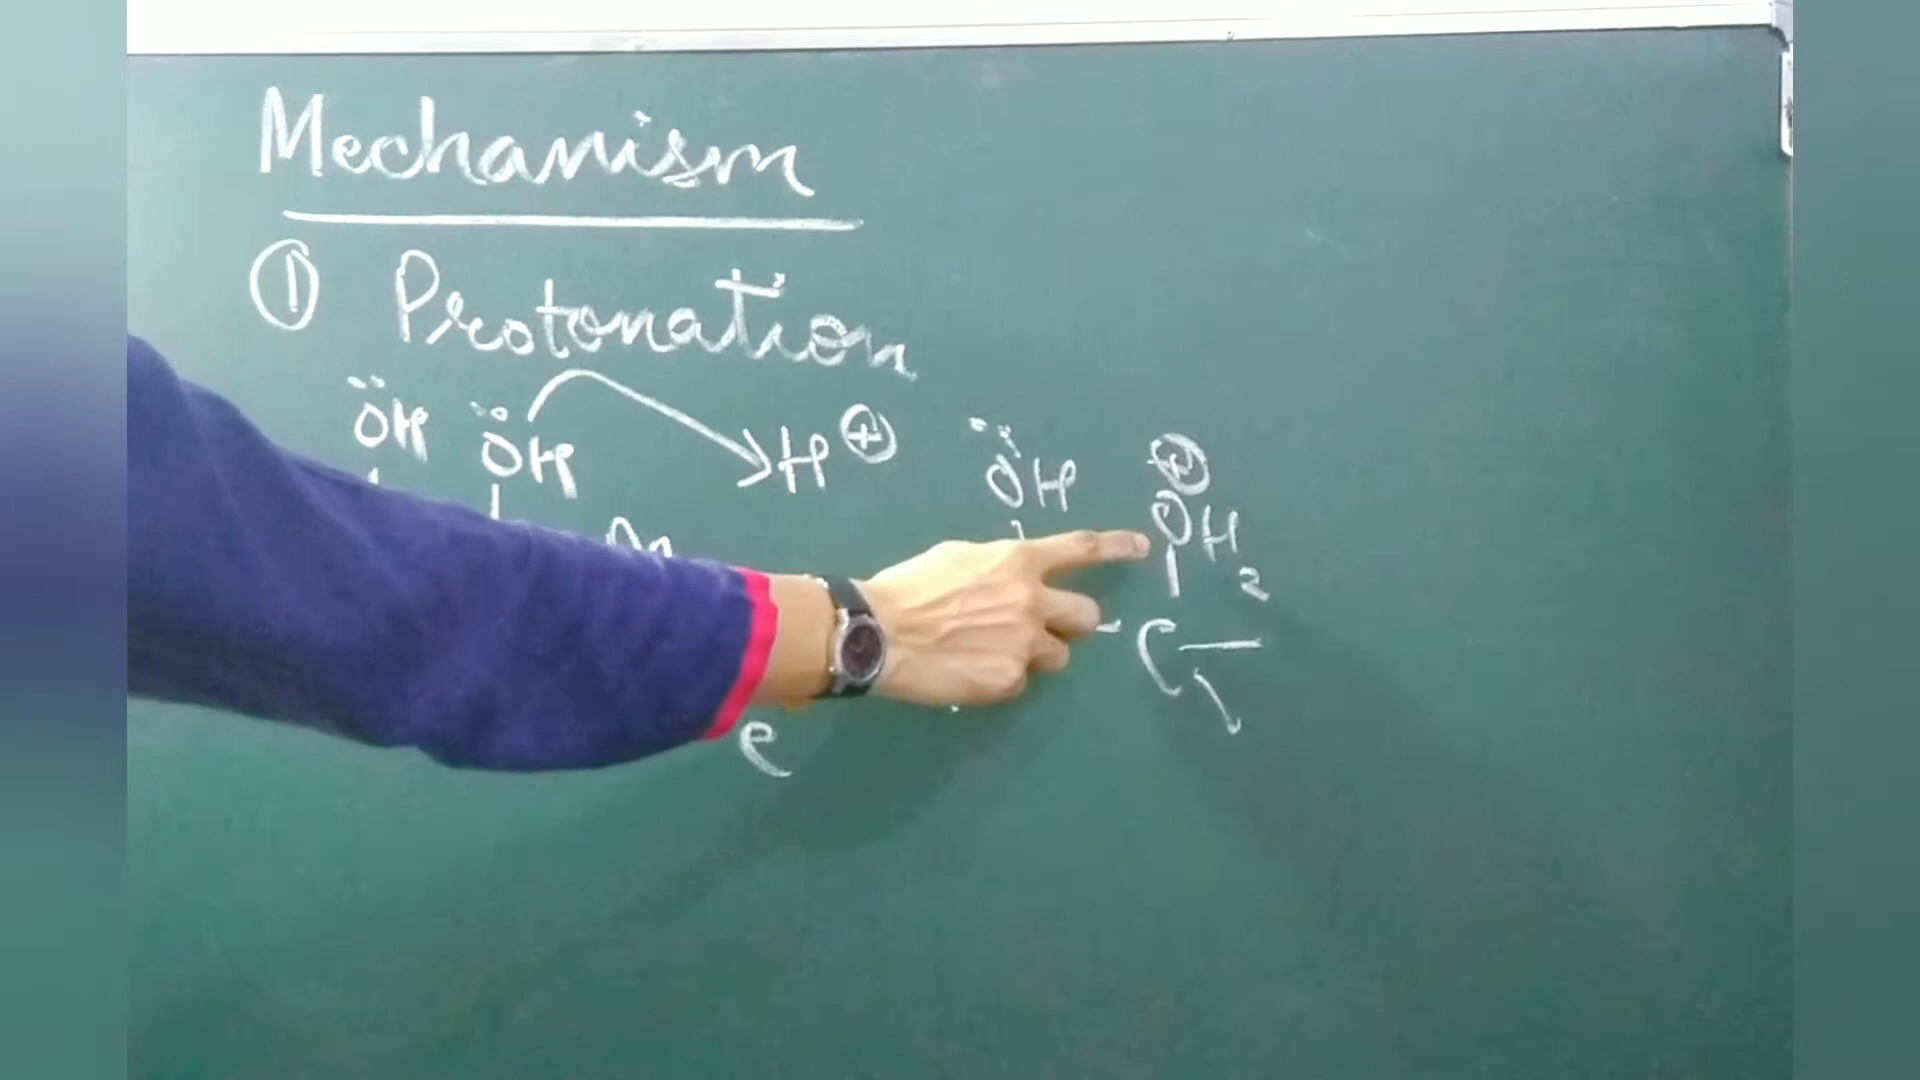 Mechanism
① Protonation
ÖH ÖH H⊕ ÖH ⊕OH₂
C
e